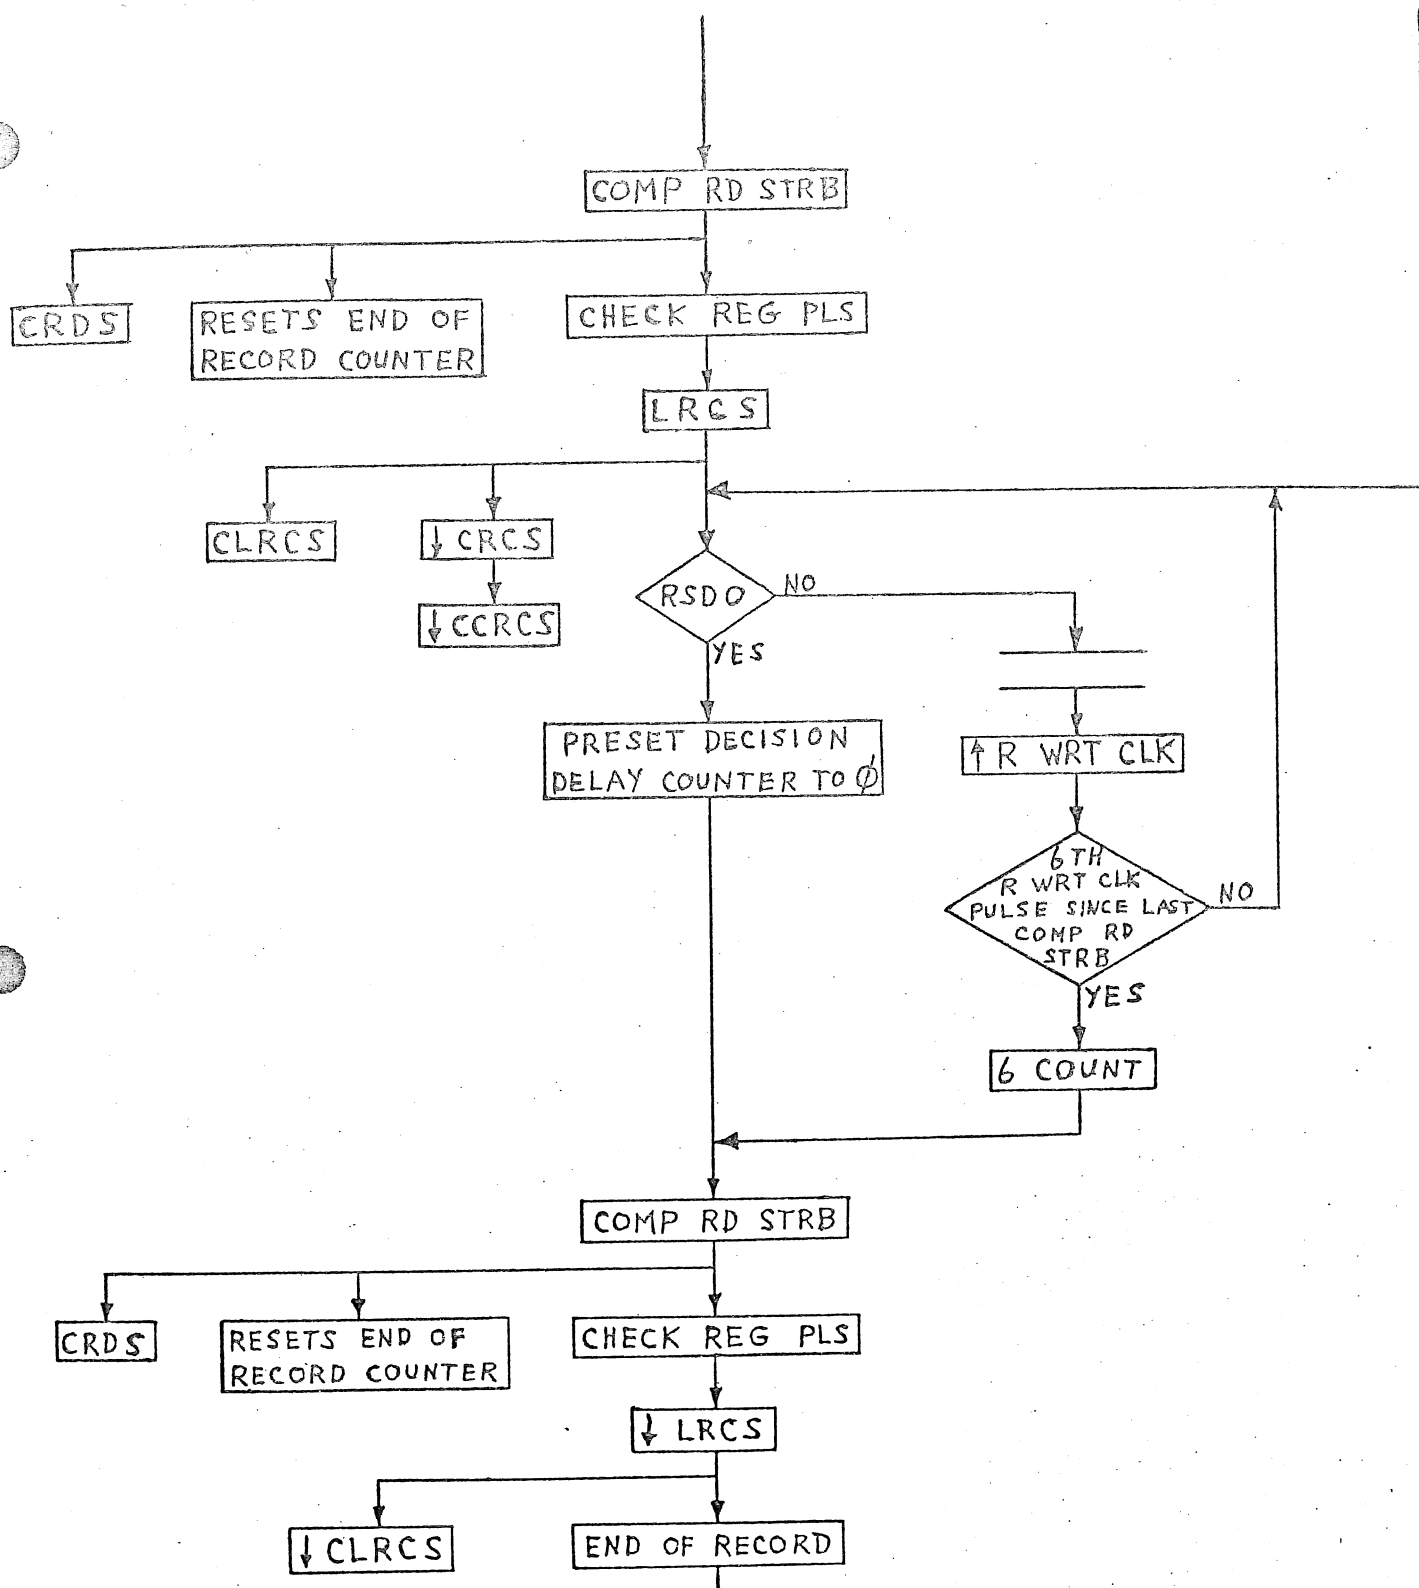 COMP RD STRB
CRDS
RESETS END OF
RECORD COUNTER
CHECK REG PLS
LRCS
CLRCS
↓ CRCS
↓ CCRCS
RSDO
NO
YES
PRESET DECISION
DELAY COUNTER TO Ø
↑ R WRT CLK
6TH
R WRT CLK
PULSE SINCE LAST
COMP RD
STRB
NO
YES
6 COUNT
COMP RD STRB
CRDS
RESETS END OF
RECORD COUNTER
CHECK REG PLS
↓ LRCS
↓ CLRCS
END OF RECORD